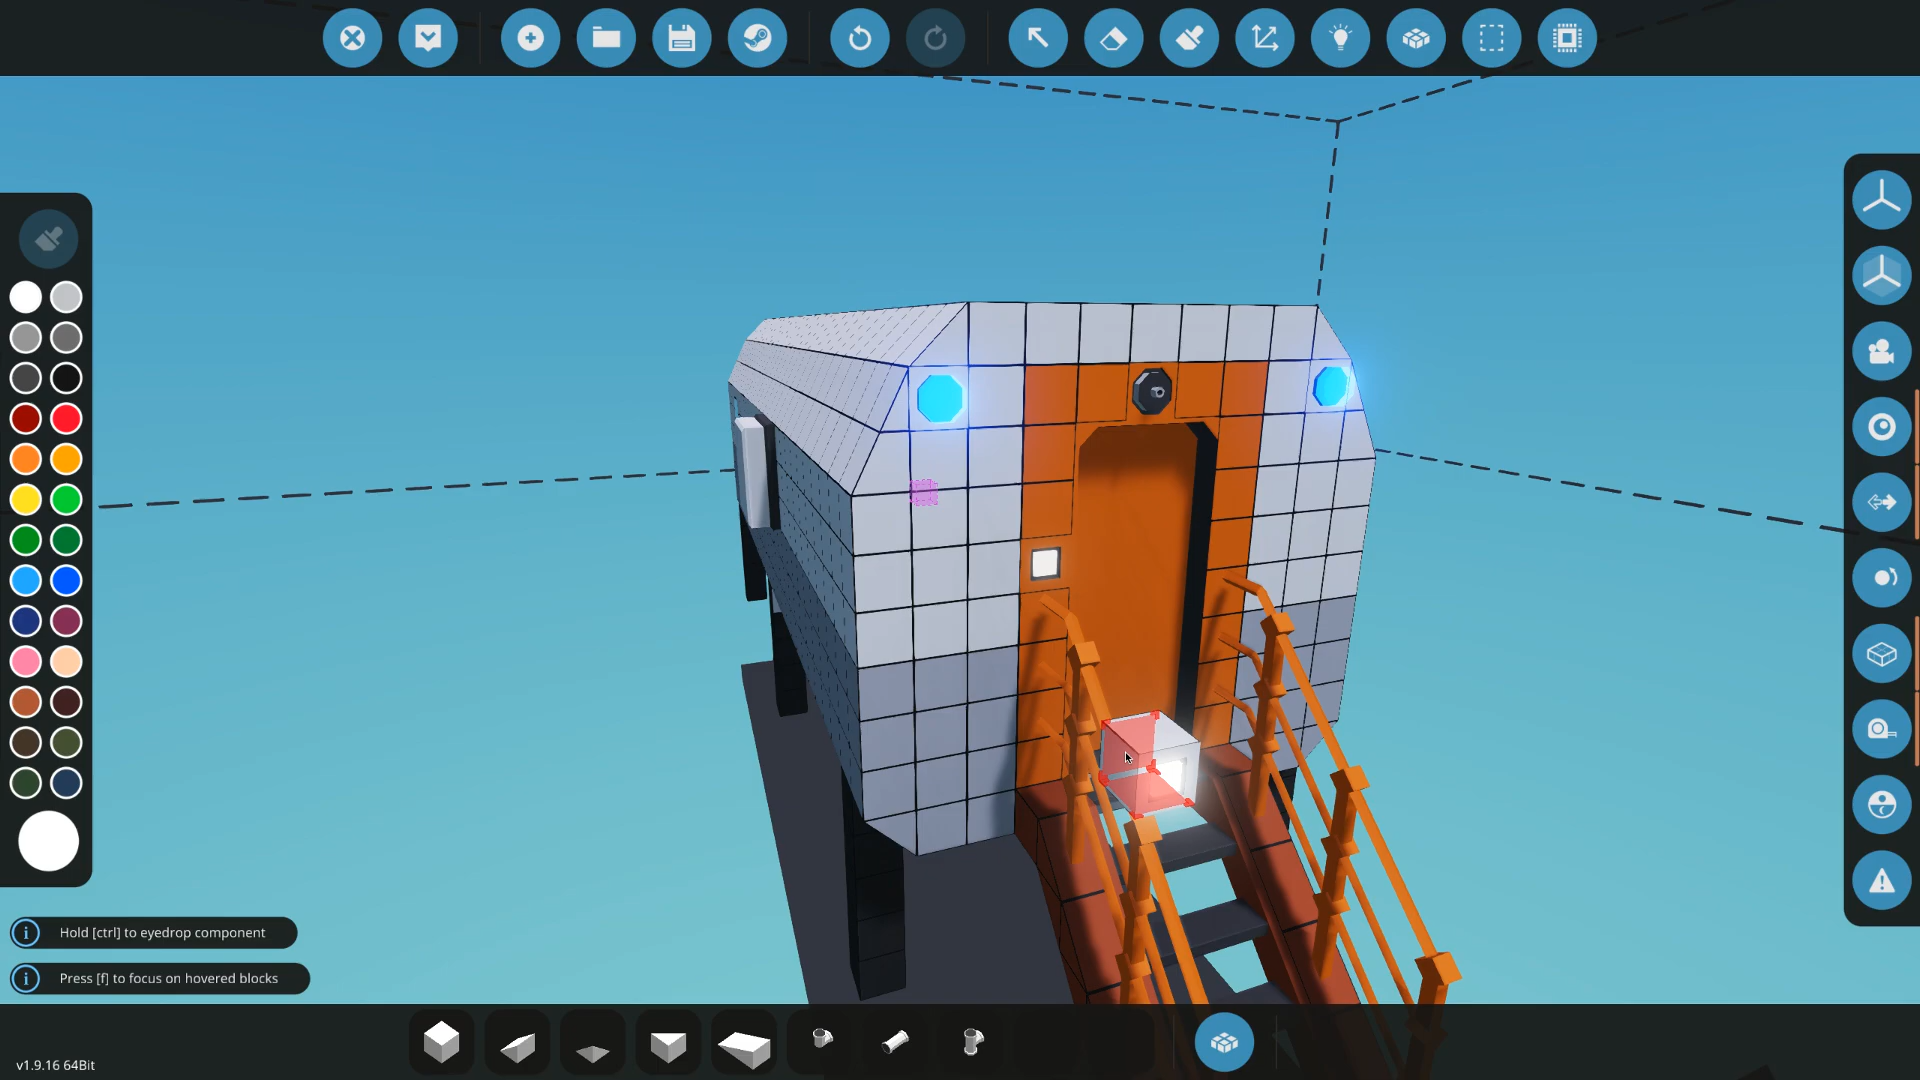 Hold [ctrl] to eyedrop component
Press [f] to focus on hovered blocks
v1.9.16 64Bit